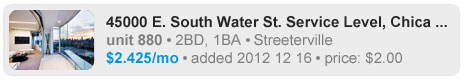 45000 E. South Water St. Service Level, Chica ...
unit 880 • 2BD, 1BA • Streeterville
$2.425/mo • added 2012 12 16 • price: $2.00